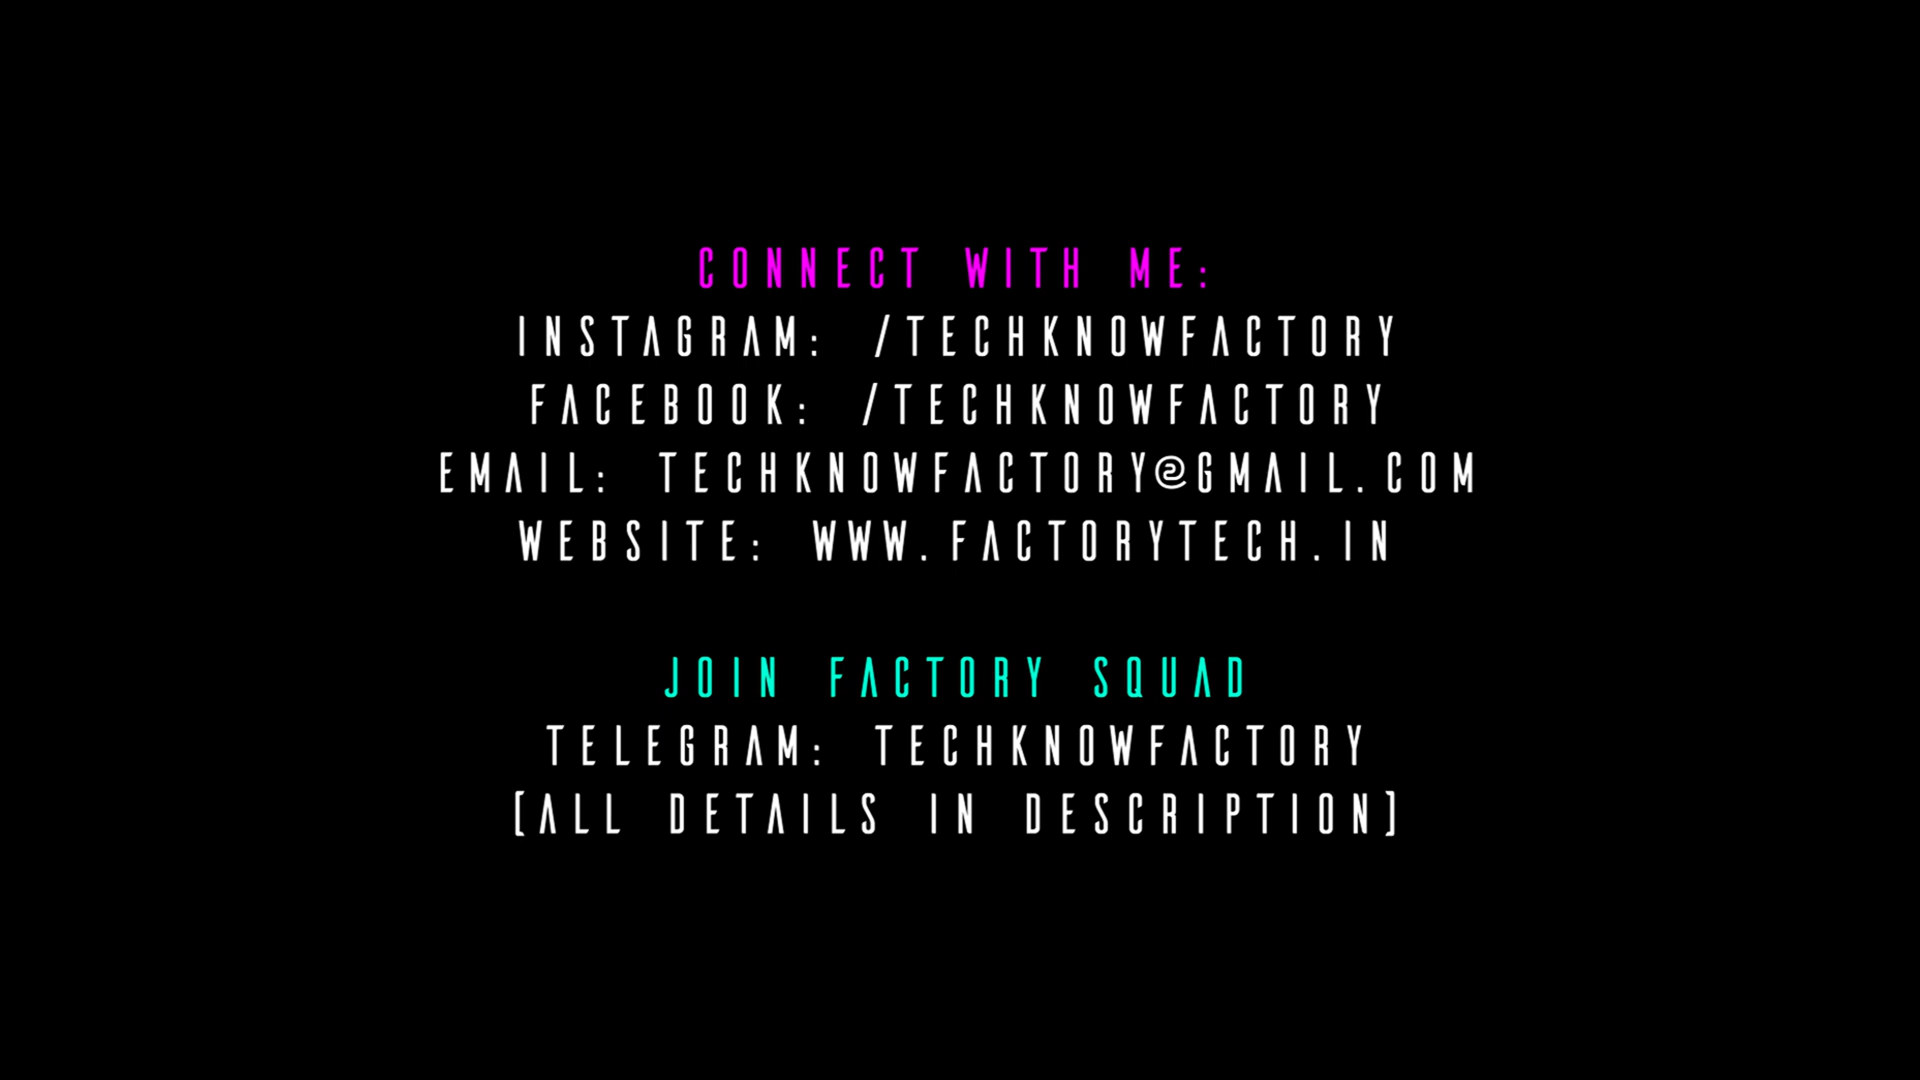 CONNECT WITH ME:
INSTAGRAM: /TECHKNOWFACTORY
FACEBOOK: /TECHKNOWFACTORY
EMAIL: TECHKNOWFACTORY@GMAIL.COM
WEBSITE: WWW.FACTORYTECH.IN
JOIN FACTORY SQUAD
TELEGRAM: TECHKNOWFACTORY
[ALL DETAILS IN DESCRIPTION]